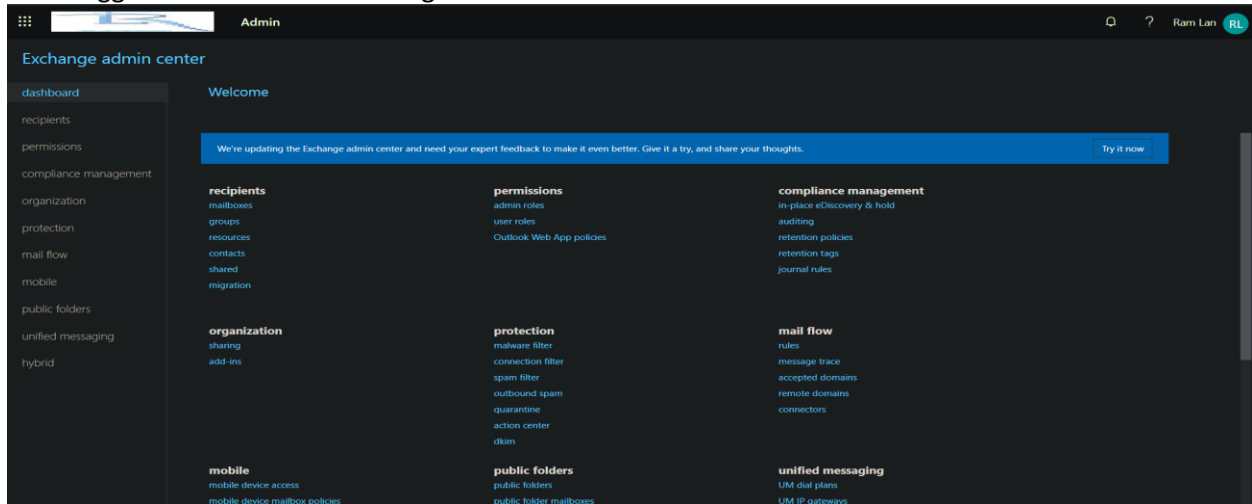 Admin
? Ram Lan RL
Exchange admin center
dashboard
recipients
permissions
compliance management
organization
protection
mail flow
mobile
public folders
unified messaging
hybrid
Welcome
We're updating the Exchange admin center and need your expert feedback to make it even better. Give it a try, and share your thoughts.
Try it now
recipients
mailboxes
groups
resources
contacts
shared
migration
permissions
admin roles
user roles
Outlook Web App policies
compliance management
in-place eDiscovery & hold
auditing
retention policies
retention tags
journal rules
organization
sharing
add-ins
protection
malware filter
connection filter
spam filter
outbound spam
quarantine
action center
dkim
mail flow
rules
message trace
accepted domains
remote domains
connectors
mobile
mobile device access
mobile device mailbox policies
public folders
public folders
public folder mailboxes
unified messaging
UM dial plans
UM IP gateways